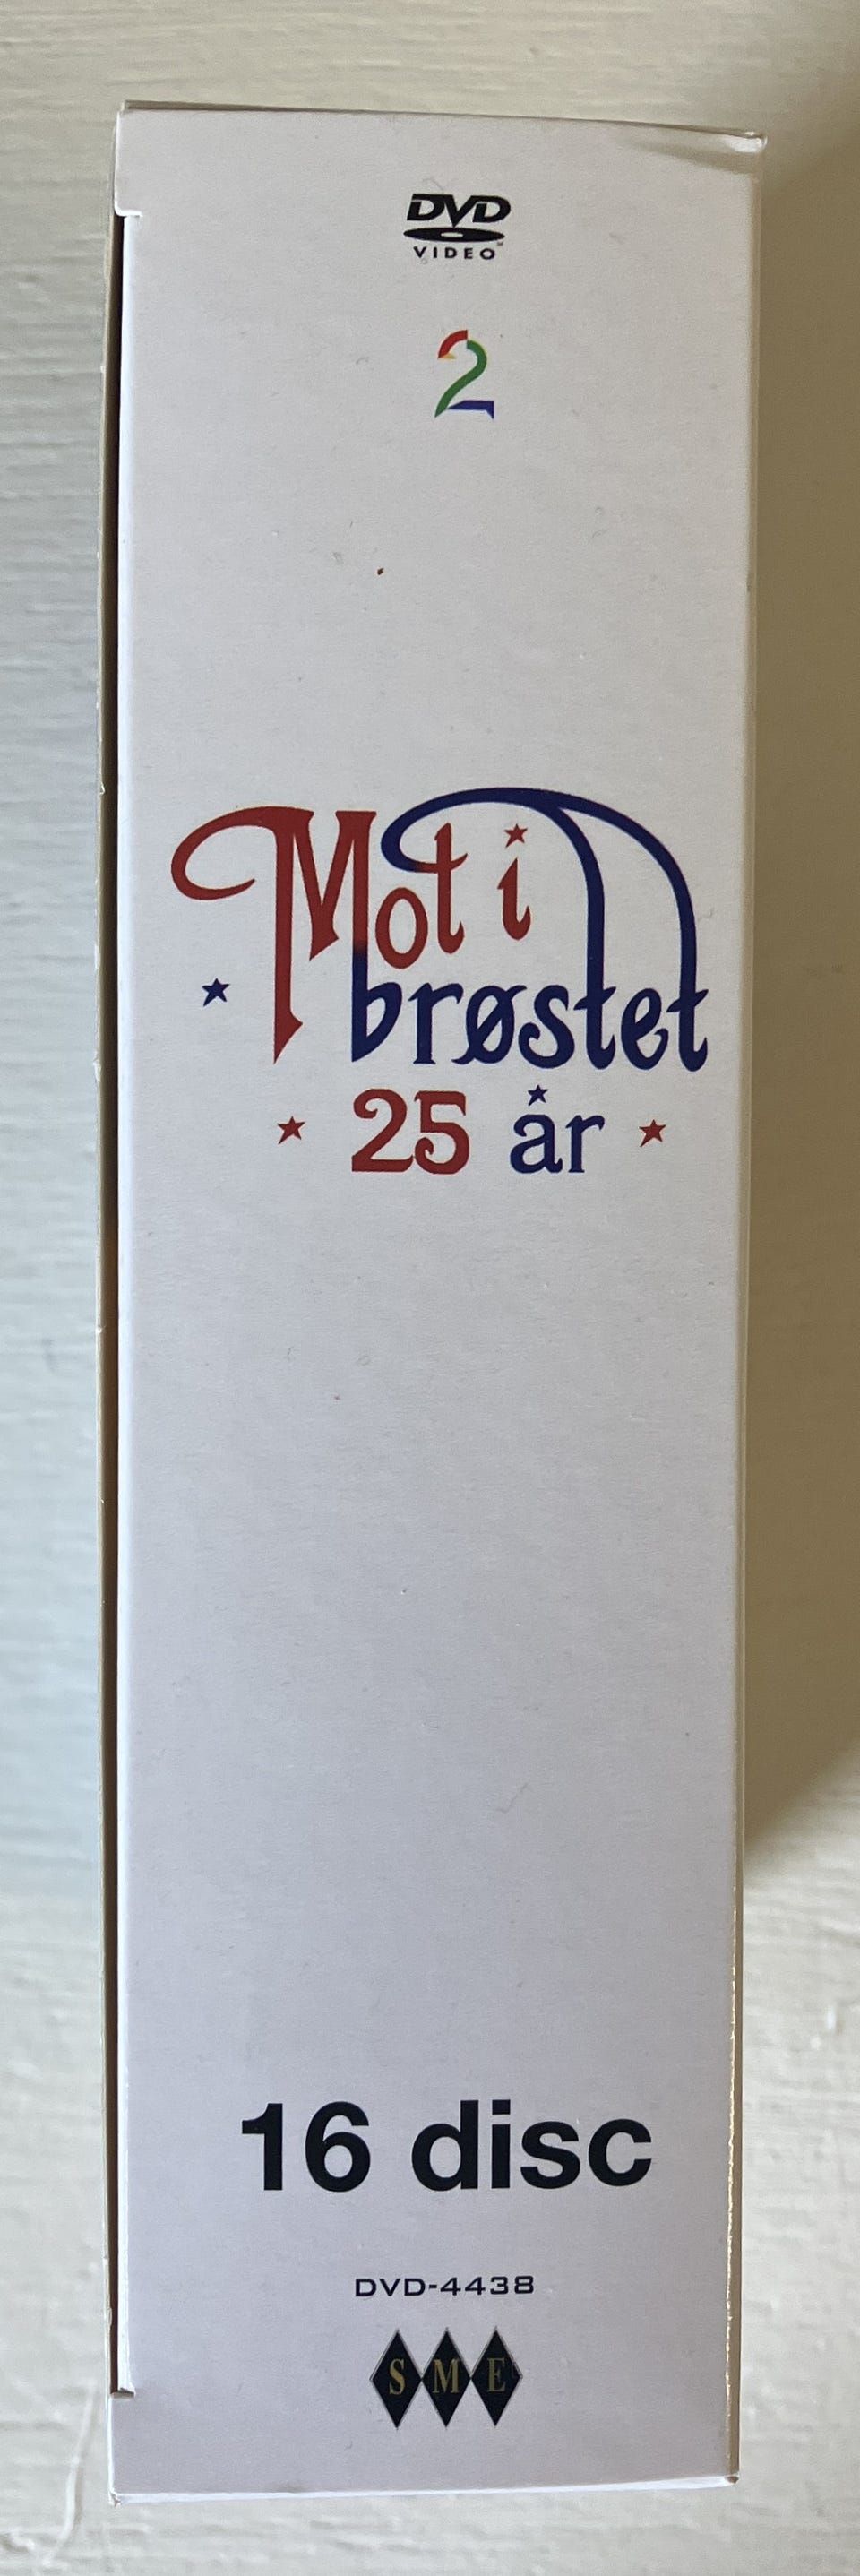 DVD
VIDEO
2
Mot i
brøstet
25 år
16 disc
DVD-4438
SME